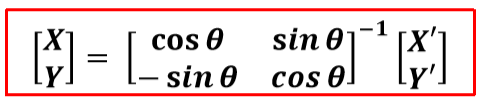 [X Y] = [cos θ sin θ
− sin θ cos θ]⁻¹ [X′ Y′]